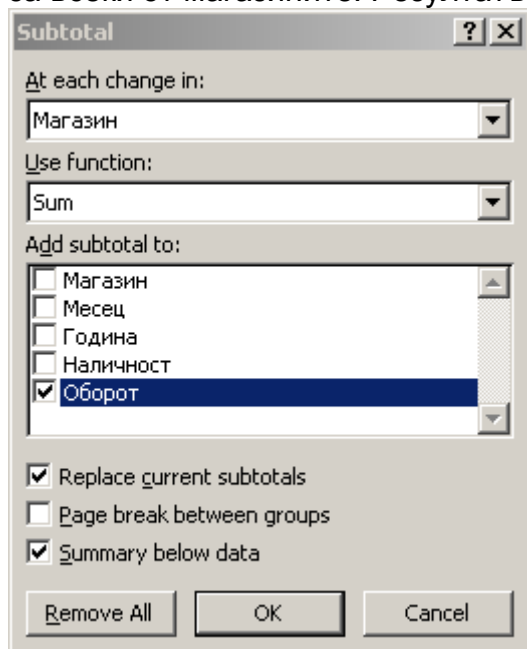 Subtotal
At each change in:
Магазин
Use function:
Sum
Add subtotal to:
Магазин
Месец
Година
Наличност
Оборот
Replace current subtotals
Page break between groups
Summary below data
Remove All OK Cancel